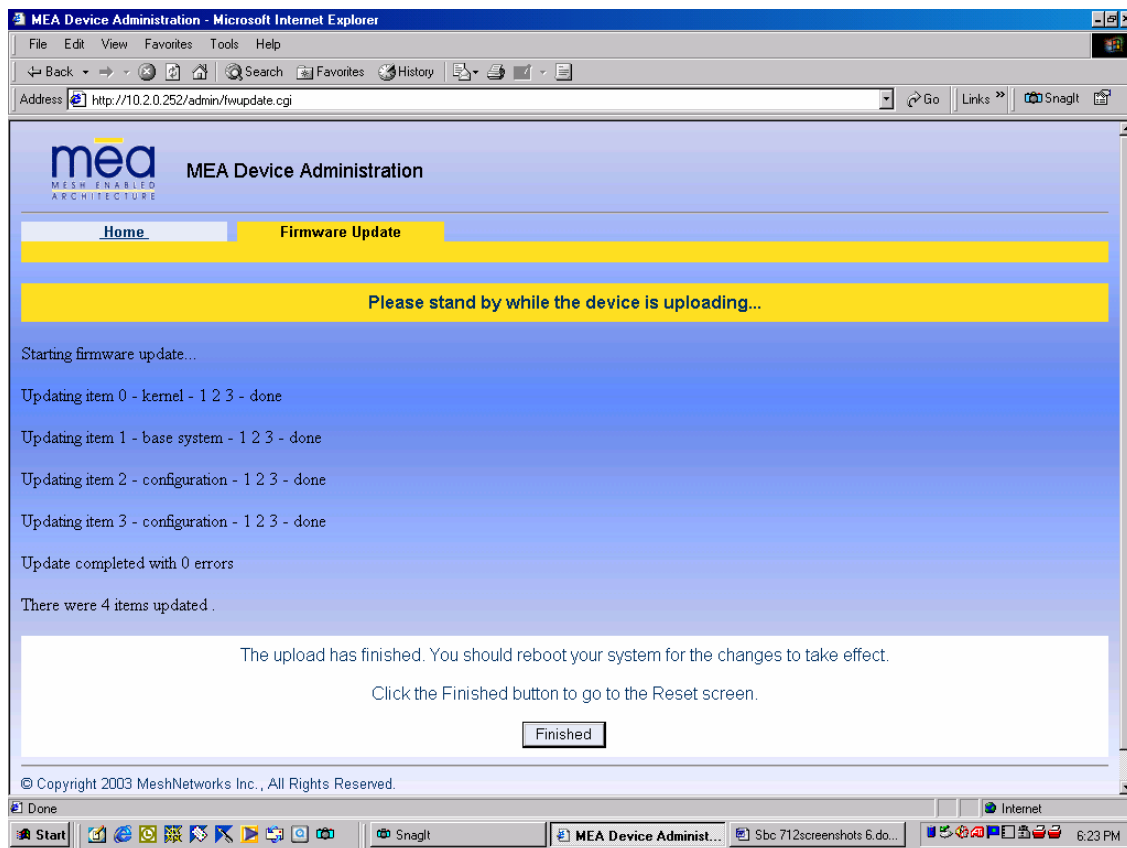 MEA Device Administration - Microsoft Internet Explorer
File Edit View Favorites Tools Help
Back Search Favorites History
Address http://10.2.0.252/admin/fwupdate.cgi Go Links » SnagIt
mea
MESH ENABLED
ARCHITECTURE
MEA Device Administration
Home Firmware Update
Please stand by while the device is uploading...
Starting firmware update...
Updating item 0 - kernel - 1 2 3 - done
Updating item 1 - base system - 1 2 3 - done
Updating item 2 - configuration - 1 2 3 - done
Updating item 3 - configuration - 1 2 3 - done
Update completed with 0 errors
There were 4 items updated .
The upload has finished. You should reboot your system for the changes to take effect.
Click the Finished button to go to the Reset screen.
Finished
© Copyright 2003 MeshNetworks Inc., All Rights Reserved.
Done Internet
Start SnagIt MEA Device Administ... Sbc 712screenshots 6.do... 6:23 PM